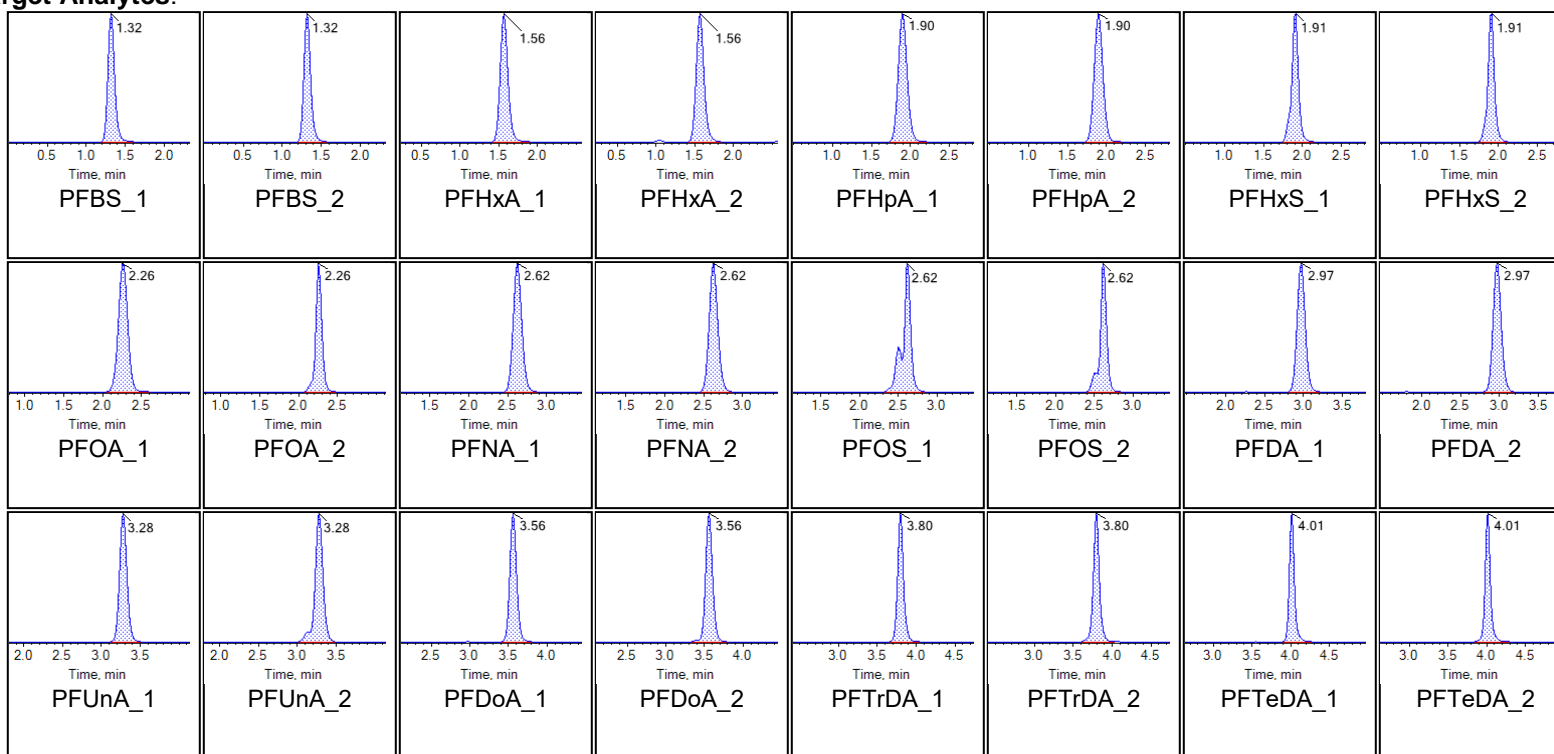 rget Analytes:
1.32 1.32 1.56 1.56 1.90 1.90 1.91 1.91
0.5 1.0 1.5 2.0 0.5 1.0 1.5 2.0 0.5 1.0 1.5 2.0 0.5 1.0 1.5 2.0 1.0 1.5 2.0 2.5 1.0 1.5 2.0 2.5 1.0 1.5 2.0 2.5 1.0 1.5 2.0 2.5
Time, min Time, min Time, min Time, min Time, min Time, min Time, min Time, min
PFBS_1 PFBS_2 PFHxA_1 PFHxA_2 PFHpA_1 PFHpA_2 PFHxS_1 PFHxS_2
2.26 2.26 2.62 2.62 2.62 2.62 2.97 2.97
1.0 1.5 2.0 2.5 1.0 1.5 2.0 2.5 1.5 2.0 2.5 3.0 1.5 2.0 2.5 3.0 1.5 2.0 2.5 3.0 1.5 2.0 2.5 3.0 2.0 2.5 3.0 3.5 2.0 2.5 3.0 3.5
Time, min Time, min Time, min Time, min Time, min Time, min Time, min Time, min
PFOA_1 PFOA_2 PFNA_1 PFNA_2 PFOS_1 PFOS_2 PFDA_1 PFDA_2
3.28 3.28 3.56 3.56 3.80 3.80 4.01 4.01
2.0 2.5 3.0 3.5 2.0 2.5 3.0 3.5 2.5 3.0 3.5 4.0 2.5 3.0 3.5 4.0 3.0 3.5 4.0 4.5 3.0 3.5 4.0 4.5 3.0 3.5 4.0 4.5 3.0 3.5 4.0 4.5
Time, min Time, min Time, min Time, min Time, min Time, min Time, min Time, min
PFUnA_1 PFUnA_2 PFDoA_1 PFDoA_2 PFTrDA_1 PFTrDA_2 PFTeDA_1 PFTeDA_2